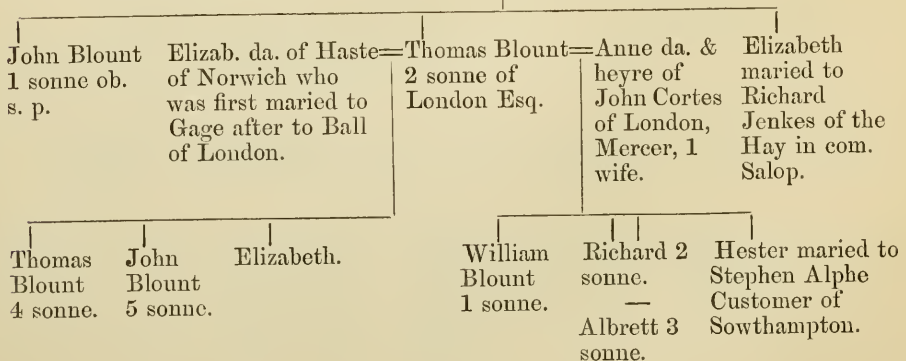 John Blount
1 sonne ob.
s. p.
Elizab. da. of Haste=Thomas Blount=Anne da. &
of Norwich who
was first maried to
Gage after to Ball
of London.
2 sonne of
London Esq.
heyre of
John Cortes
of London,
Mercer, 1
wife.
Elizabeth
maried to
Richard
Jenkes of the
Hay in com.
Salop.
Thomas
Blount
4 sonne.
John
Blount
5 sonne.
Elizabeth.
William
Blount
1 sonne.
Richard 2
sonne.
—
Albrett 3
sonne.
Hester maried to
Stephen Alphe
Customer of
Sowthampton.